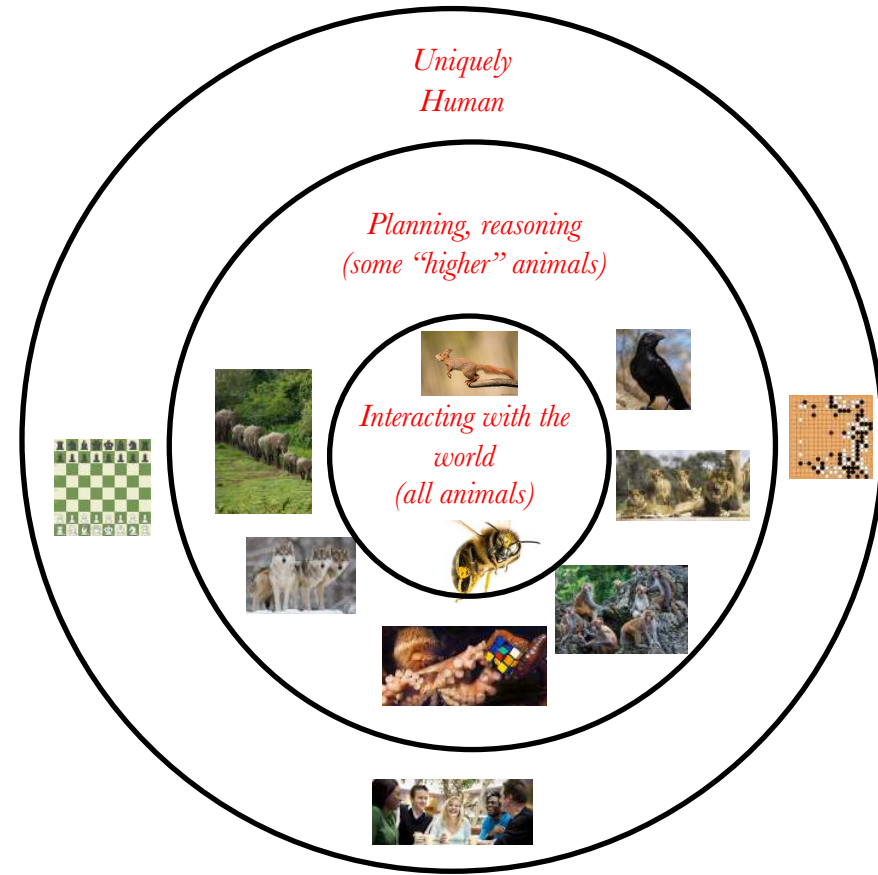 Uniquely
Human
Planning, reasoning
(some “higher” animals)
Interacting with the
world
(all animals)